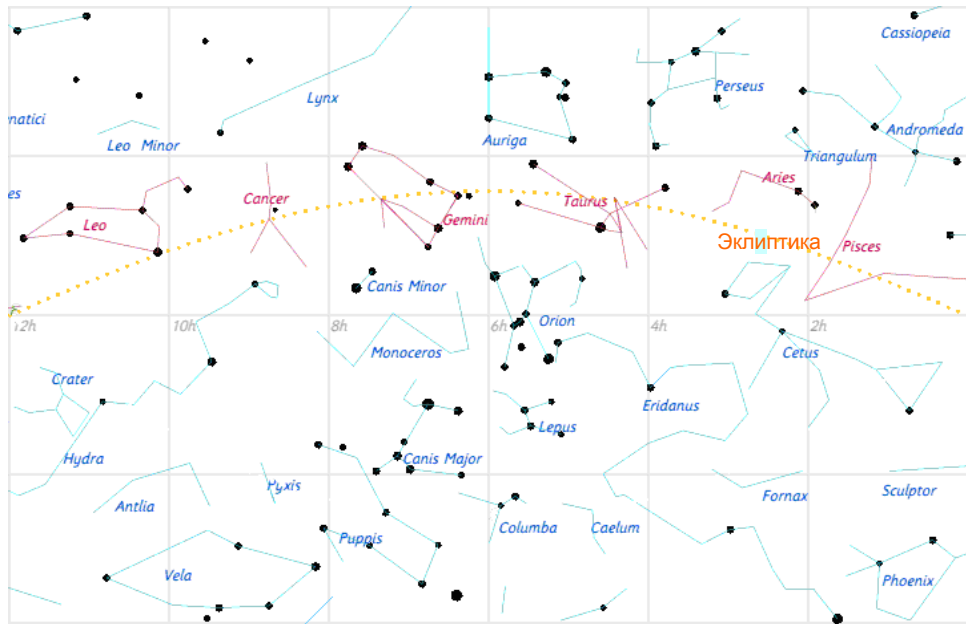 Cassiopeia
Lynx
Perseus
Auriga
Andromeda
Leo Minor
Triangulum
Cancer
Aries
Taurus
Gemini
Leo
Эклиптика
Pisces
Canis Minor
Orion
12h
10h
8h
6h
4h
2h
Monoceros
Cetus
Crater
Eridanus
Lepus
Hydra
Canis Major
Pyxis
Fornax
Sculptor
Antlia
Columba
Caelum
Puppis
Vela
Phoenix